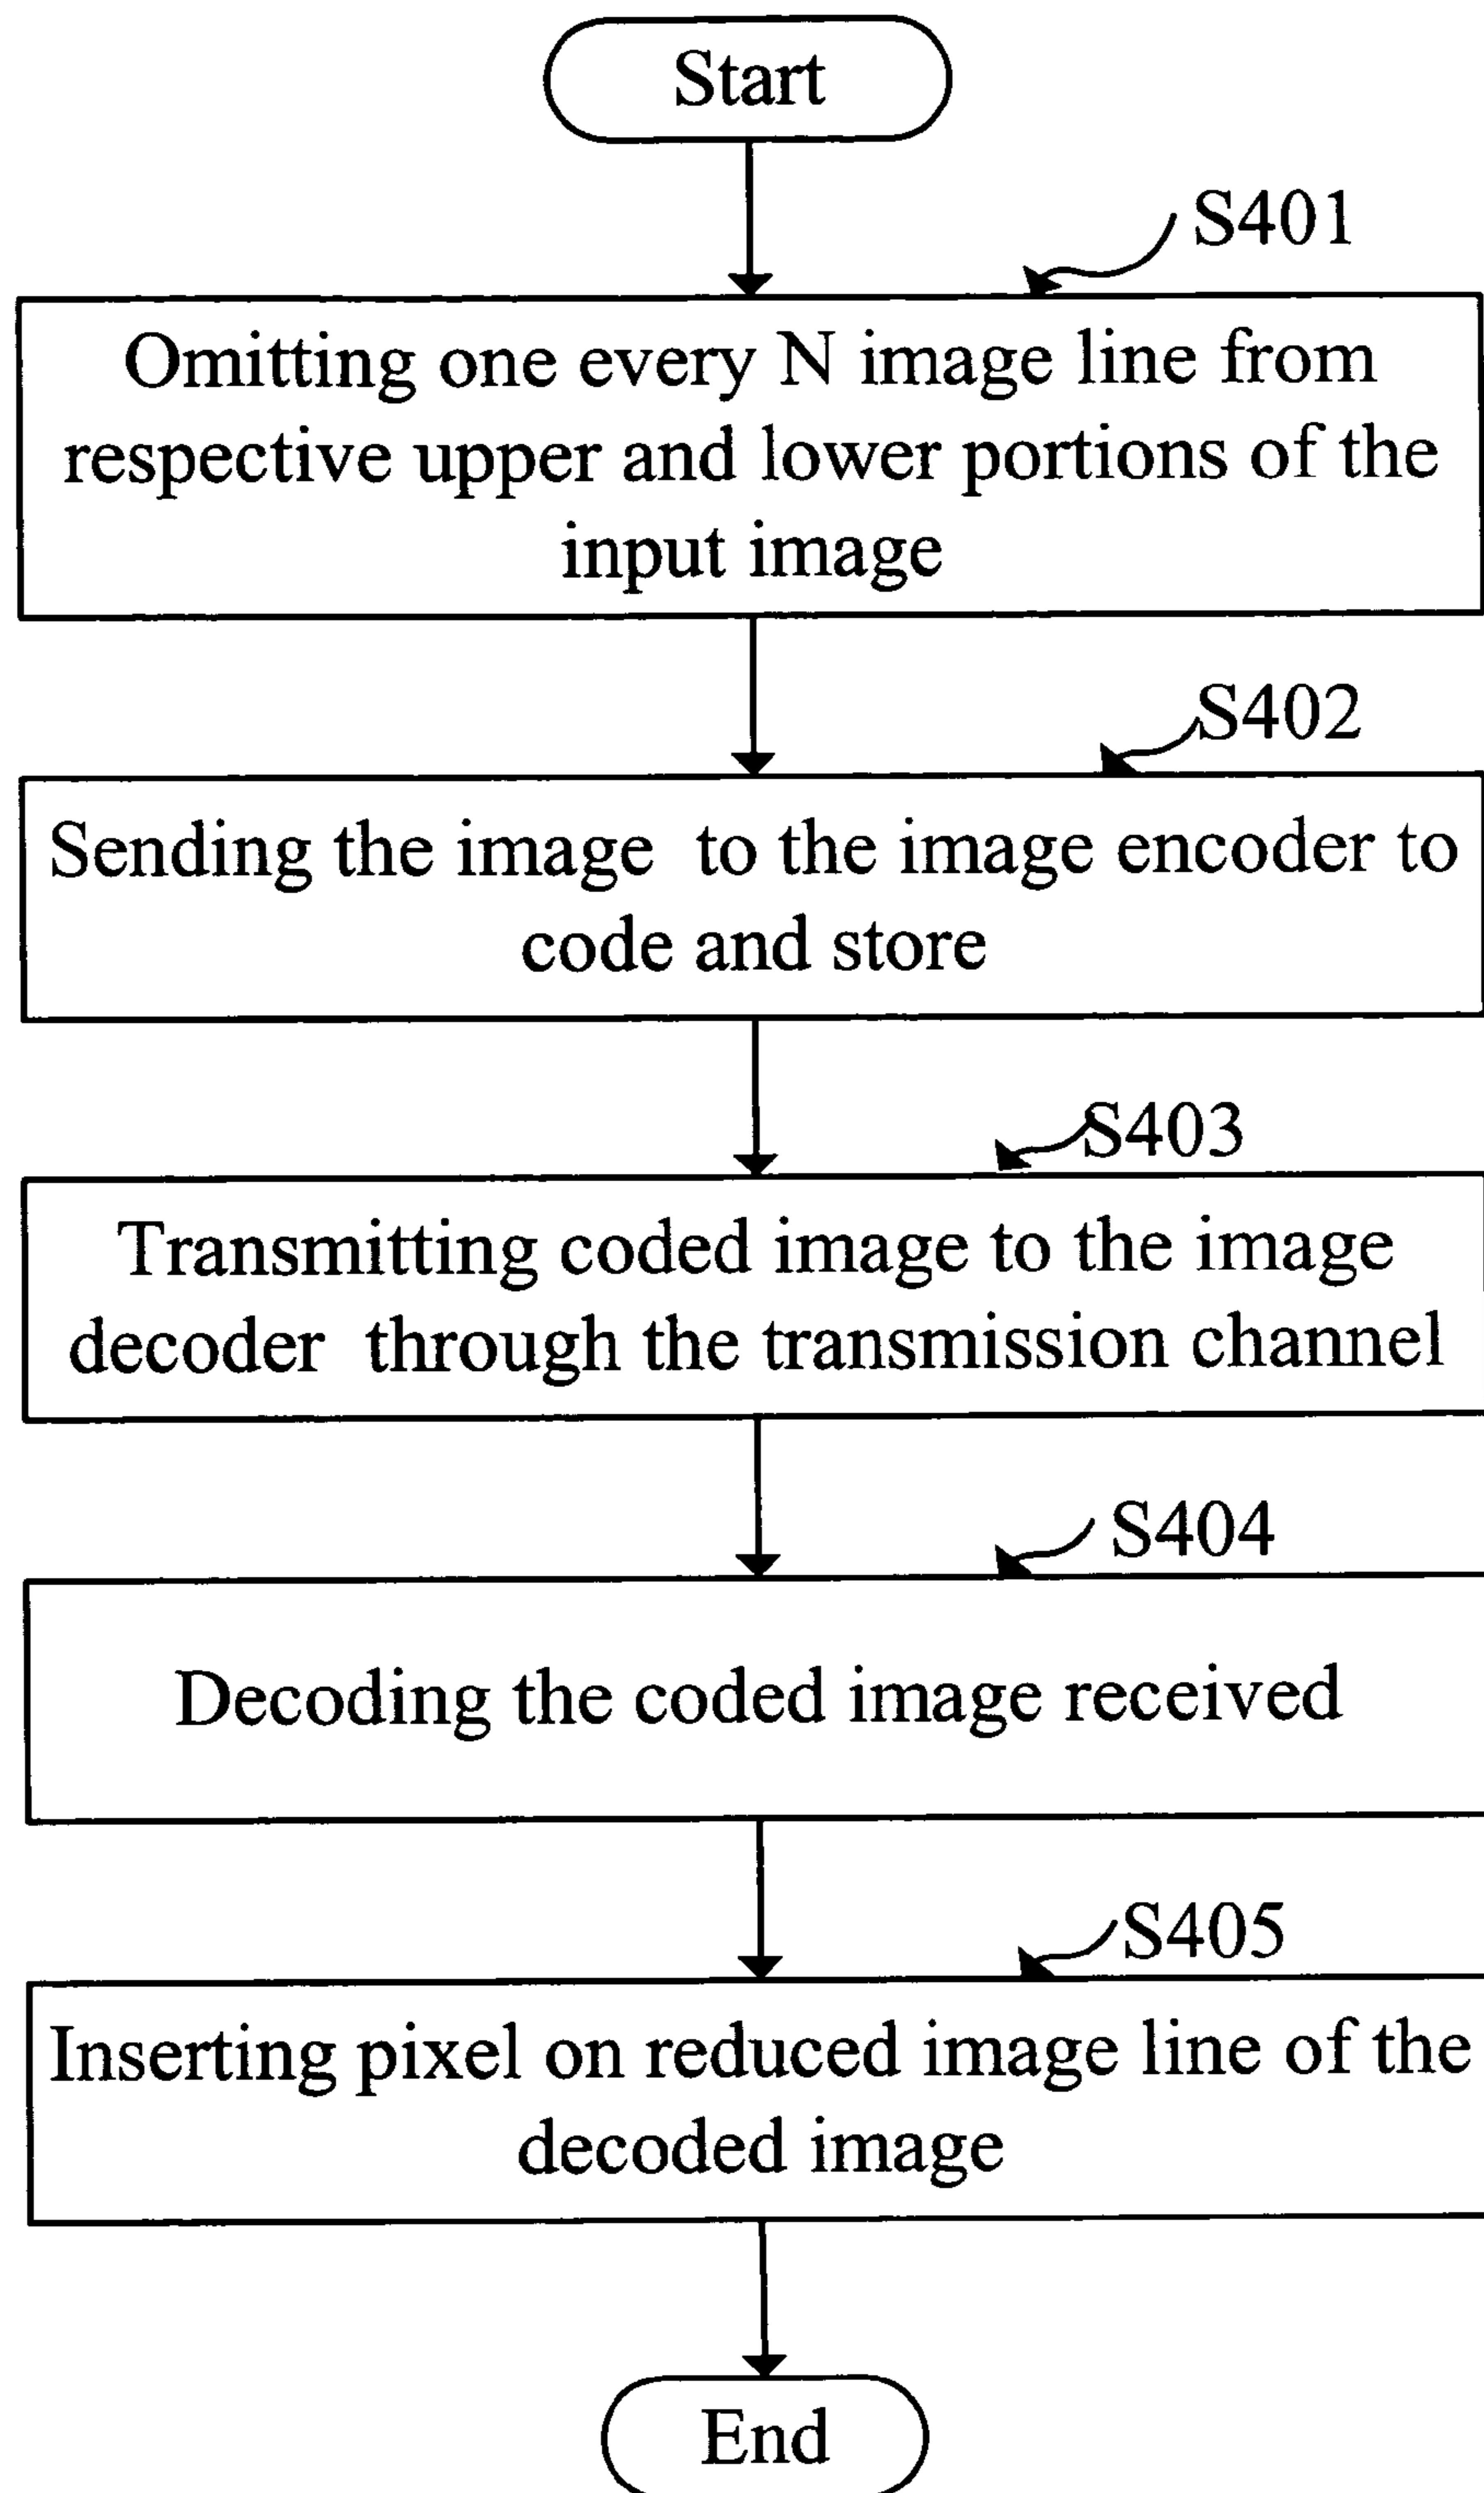 Start
S401
Omitting one every N image line from
respective upper and lower portions of the
input image
S402
Sending the image to the image encoder to
code and store
S403
Transmitting coded image to the image
decoder through the transmission channel
S404
Decoding the coded image received
S405
Inserting pixel on reduced image line of the
decoded image
End